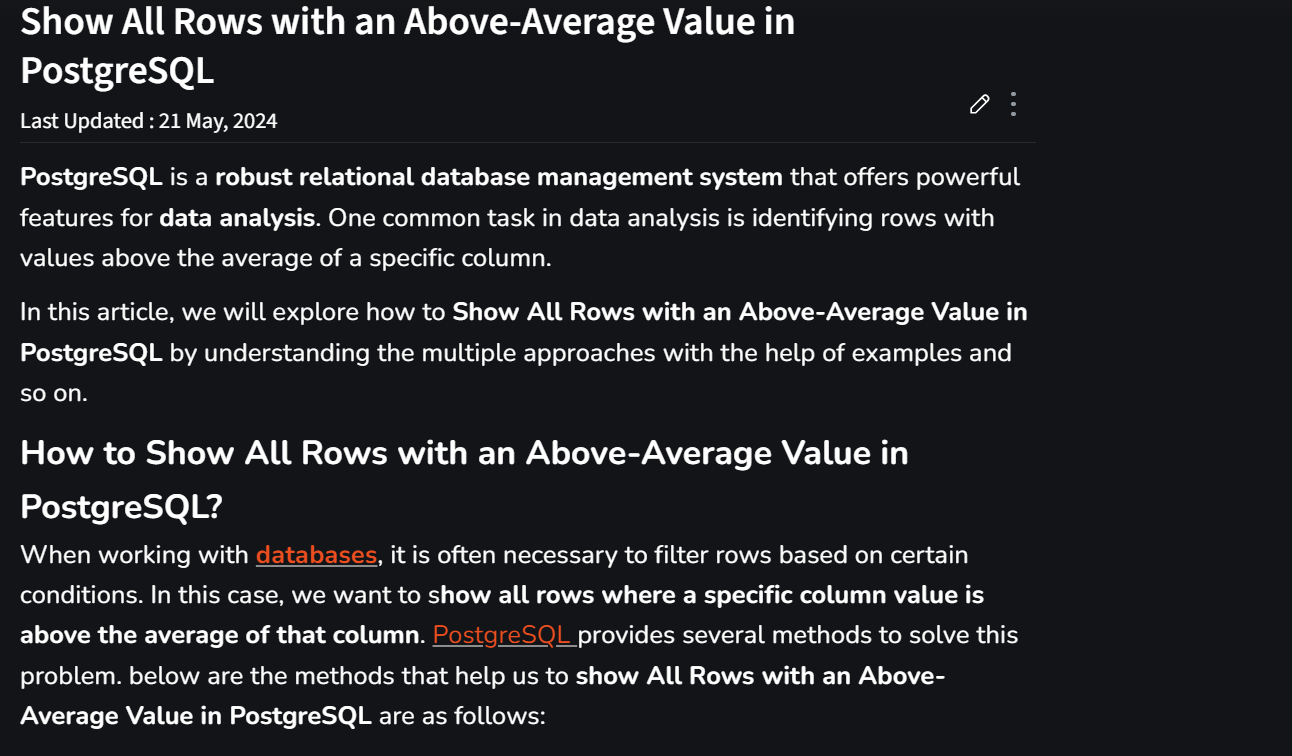 Show All Rows with an Above-Average Value in
PostgreSQL
Last Updated : 21 May, 2024
PostgreSQL is a robust relational database management system that offers powerful
features for data analysis. One common task in data analysis is identifying rows with
values above the average of a specific column.
In this article, we will explore how to Show All Rows with an Above-Average Value in
PostgreSQL by understanding the multiple approaches with the help of examples and
so on.
How to Show All Rows with an Above-Average Value in
PostgreSQL?
When working with databases, it is often necessary to filter rows based on certain
conditions. In this case, we want to show all rows where a specific column value is
above the average of that column. PostgreSQL provides several methods to solve this
problem. below are the methods that help us to show All Rows with an Above-
Average Value in PostgreSQL are as follows: